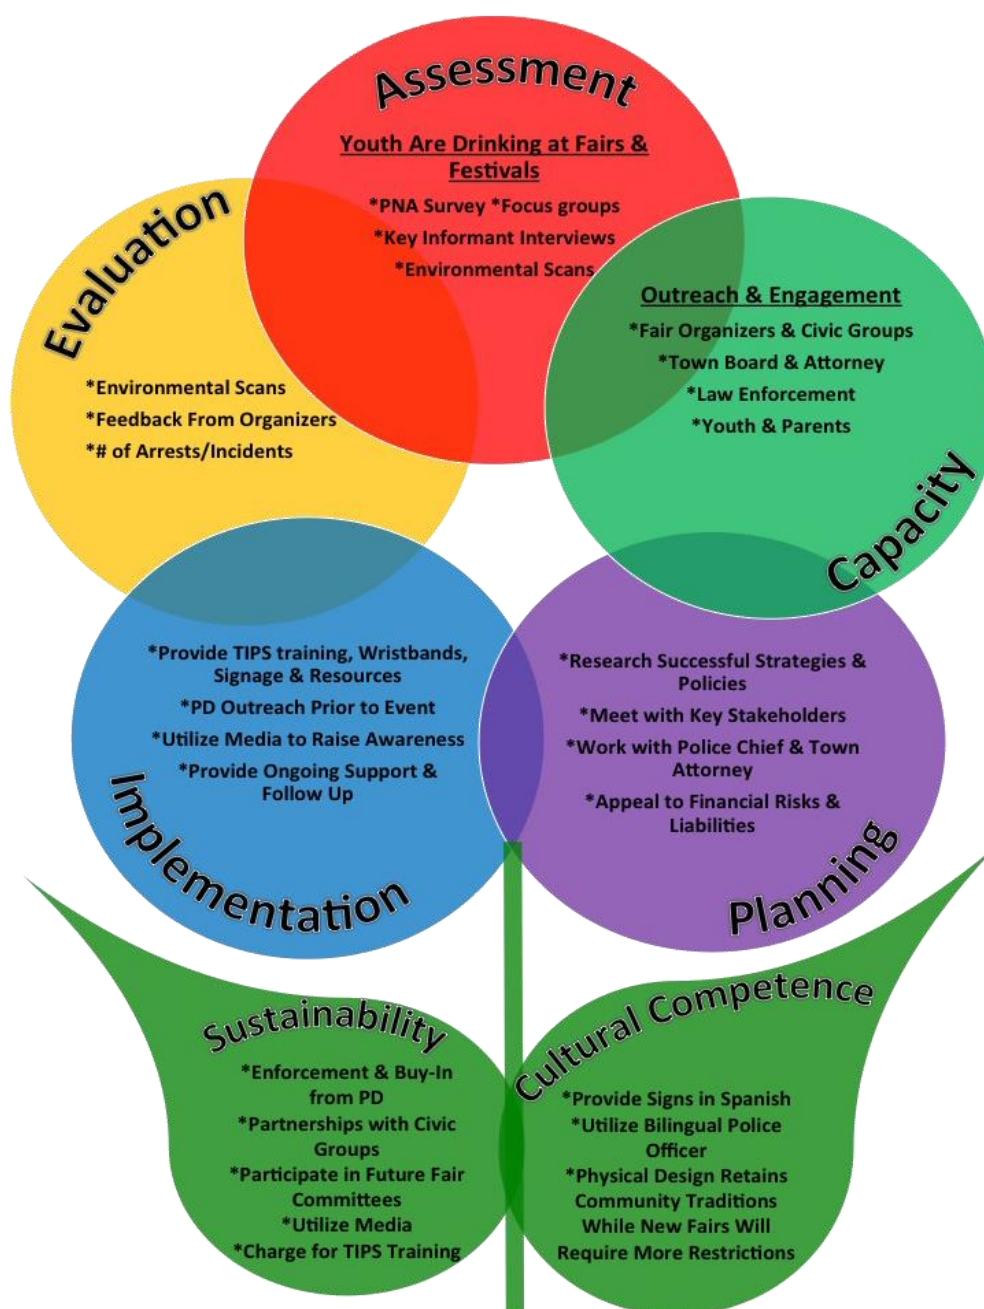 Assessment
Youth Are Drinking at Fairs &
Festivals
*PNA Survey *Focus groups
*Key Informant Interviews
*Environmental Scans
Evaluation
*Environmental Scans
*Feedback From Organizers
*# of Arrests/Incidents
Outreach & Engagement
*Fair Organizers & Civic Groups
*Town Board & Attorney
*Law Enforcement
*Youth & Parents
Capacity
*Provide TIPS training, Wristbands,
Signage & Resources
*PD Outreach Prior to Event
*Utilize Media to Raise Awareness
*Provide Ongoing Support &
Follow Up
Implementation
*Research Successful Strategies &
Policies
*Meet with Key Stakeholders
*Work with Police Chief & Town
Attorney
*Appeal to Financial Risks &
Liabilities
Planning
Sustainability
*Enforcement & Buy-In
from PD
*Partnerships with Civic
Groups
*Participate in Future Fair
Committees
*Utilize Media
*Charge for TIPS Training
Cultural Competence
*Provide Signs in Spanish
*Utilize Bilingual Police
Officer
*Physical Design Retains
Community Traditions
While New Fairs Will
Require More Restrictions